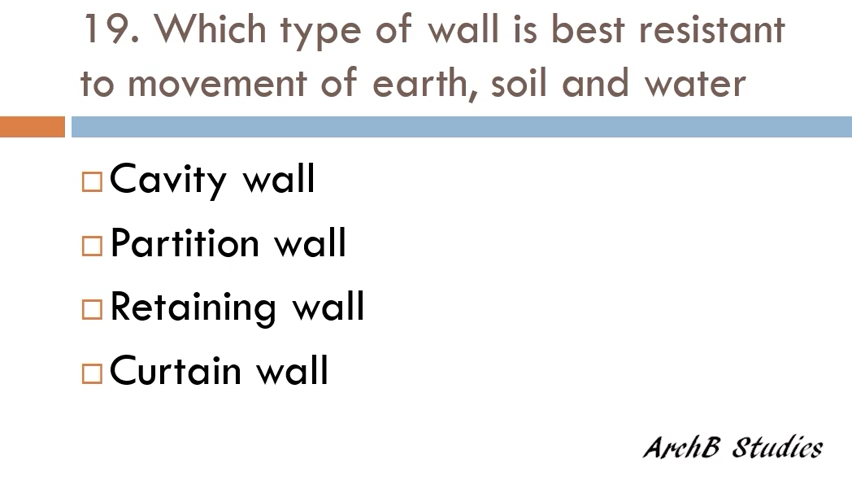 19. Which type of wall is best resistant
to movement of earth, soil and water
Cavity wall
Partition wall
Retaining wall
Curtain wall
ArchB Studies